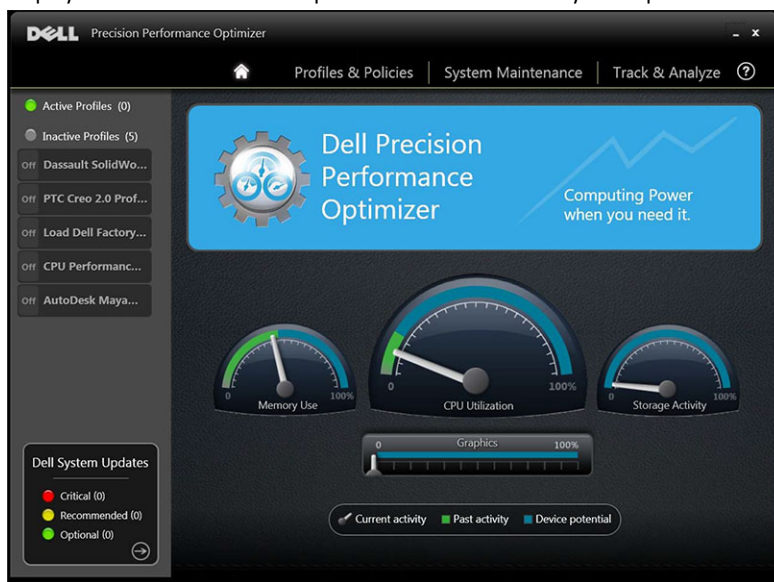 DELL Precision Performance Optimizer
Profiles & Policies System Maintenance Track & Analyze ?
Active Profiles (0)
Inactive Profiles (5)
Off Dassault SolidWo...
Off PTC Creo 2.0 Prof...
Off Load Dell Factory...
Off CPU Performanc...
Off AutoDesk Maya...
Dell Precision
Performance
Optimizer
Computing Power
when you need it.
0 100%
Memory Use
0 100%
CPU Utilization
0 100%
Storage Activity
0 Graphics 100%
Current activity Past activity Device potential
Dell System Updates
Critical (0)
Recommended (0)
Optional (0)